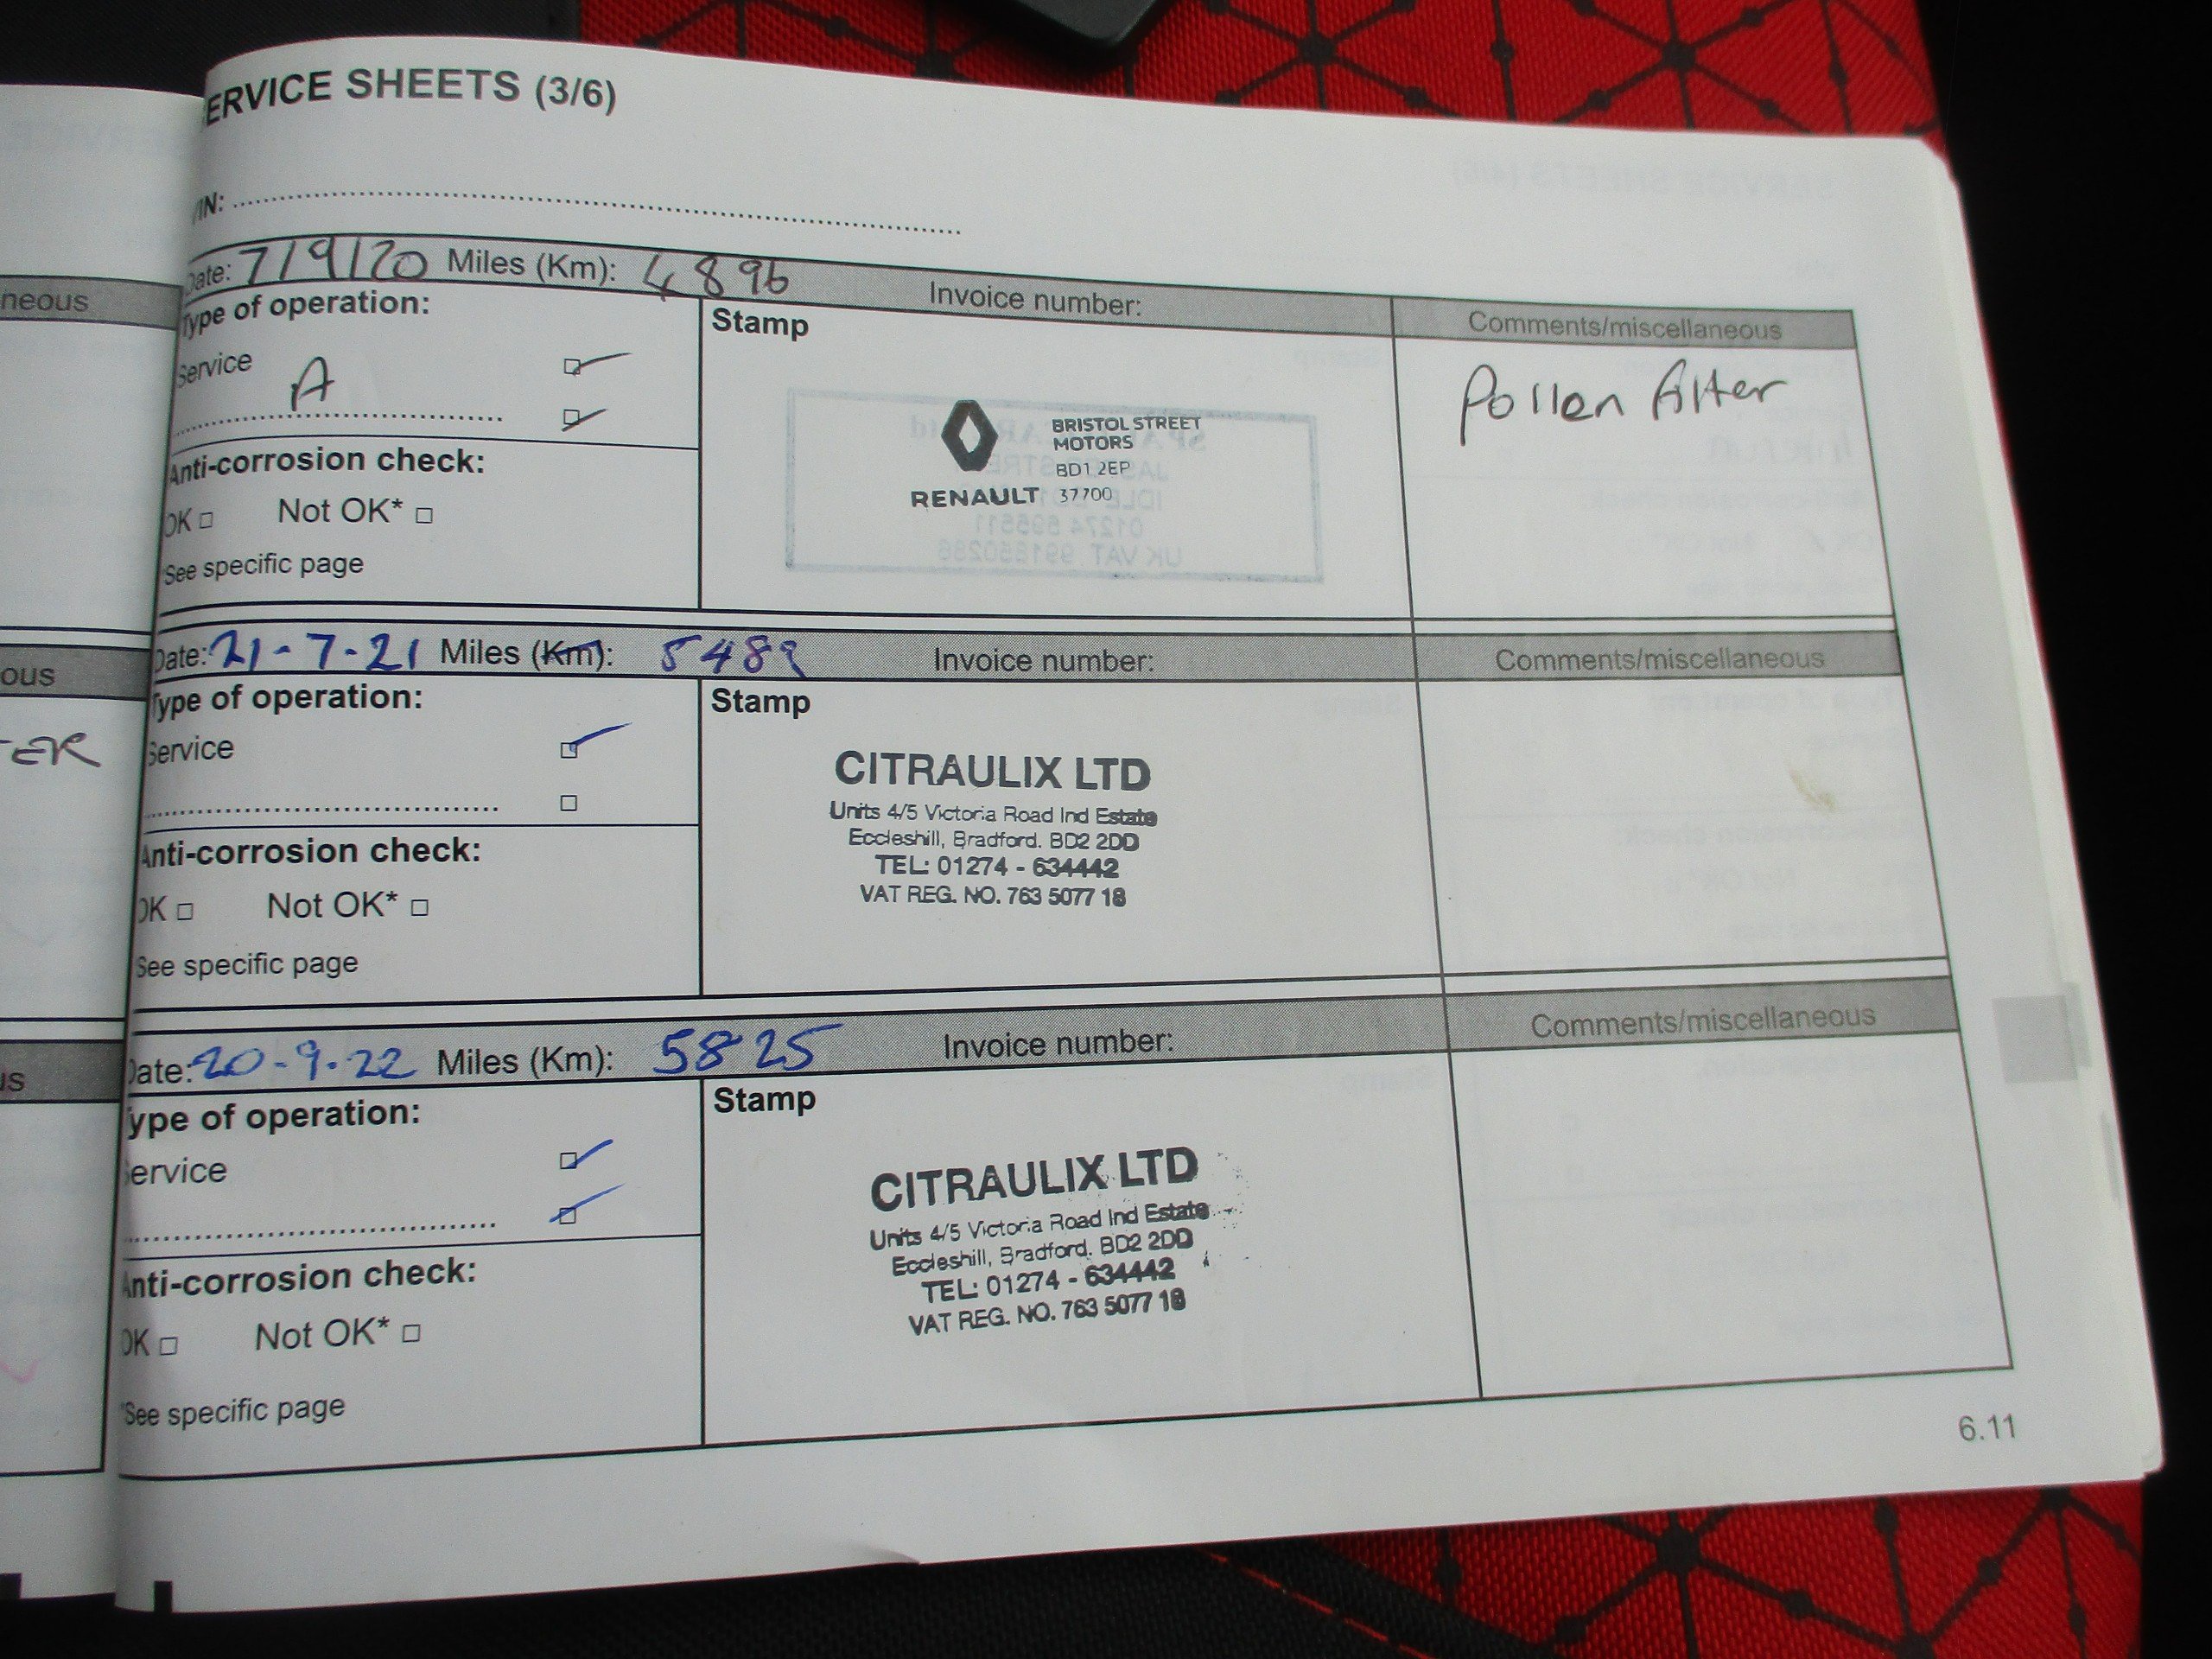 ERVICE SHEETS (3/6)
IN:
Date: 7/9/20 Miles (Km): 4896 Invoice number:
Comments/miscellaneous
Type of operation:
Service
A
Anti-corrosion check:
OK □ Not OK* □
*See specific page
Stamp
RENAULT
BRISTOL STREET
MOTORS
BD1 2EP
37700
Pollen filter
Date: 21-7-21 Miles (Km): 5489 Invoice number:
Comments/miscellaneous
Type of operation:
Service
Anti-corrosion check:
OK □ Not OK* □
See specific page
Stamp
CITRAULIX LTD
Units 4/5 Victoria Road Ind Estate
Eccleshill, Bradford. BD2 2DD
TEL: 01274 - 634442
VAT REG. NO. 763 5077 18
Date: 20-9-22 Miles (Km): 5825 Invoice number:
Comments/miscellaneous
Type of operation:
ervice
Anti-corrosion check:
OK □ Not OK* □
*See specific page
Stamp
CITRAULIX LTD
Units 4/5 Victoria Road Ind Estate
Eccleshill, Bradford. BD2 2DD
TEL: 01274 - 634442
VAT REG. NO. 763 5077 18
6.11
neous
ous
TER
us